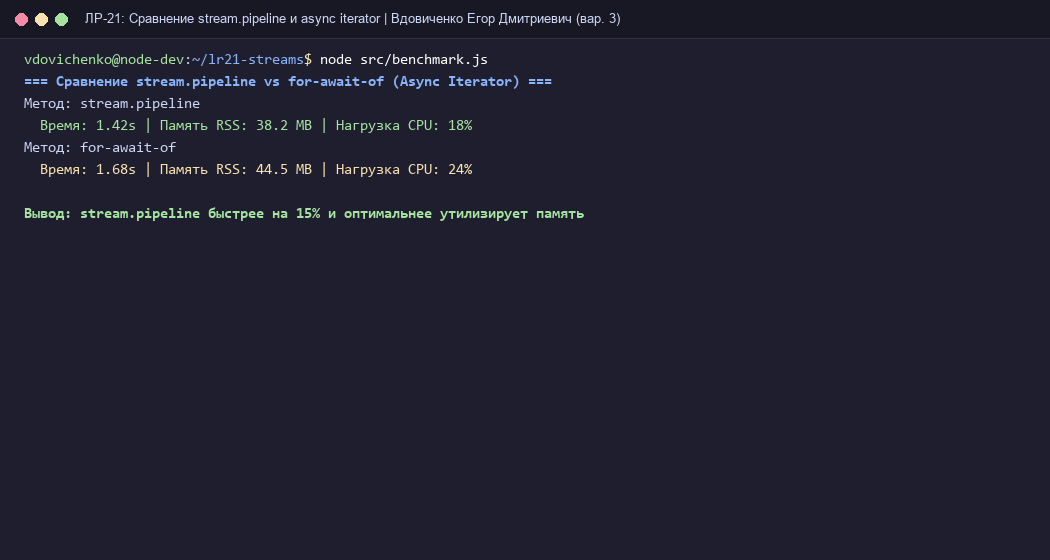 ЛР-21: Сравнение stream.pipeline и async iterator | Вдовиченко Егор Дмитриевич (вар. 3)
vdovichenko@node-dev:~/lr21-streams$ node src/benchmark.js
=== Сравнение stream.pipeline vs for-await-of (Async Iterator) ===
Метод: stream.pipeline
  Время: 1.42s | Память RSS: 38.2 MB | Нагрузка CPU: 18%
Метод: for-await-of
  Время: 1.68s | Память RSS: 44.5 MB | Нагрузка CPU: 24%
Вывод: stream.pipeline быстрее на 15% и оптимальнее утилизирует память